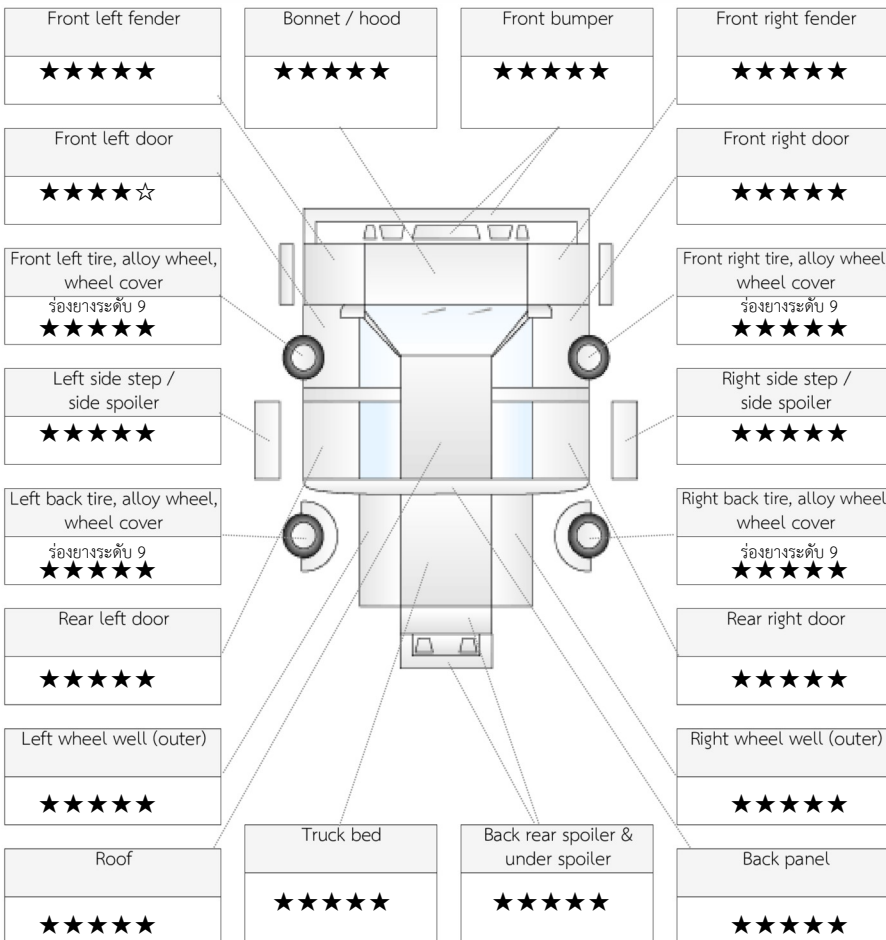 Front left fender
★★★★★
Bonnet / hood
★★★★★
Front bumper
★★★★★
Front right fender
★★★★★
Front left door
★★★★☆
Front right door
★★★★★
Front left tire, alloy wheel,
wheel cover
ร่องยางระดับ 9
★★★★★
Front right tire, alloy wheel
wheel cover
ร่องยางระดับ 9
★★★★★
Left side step /
side spoiler
★★★★★
Right side step /
side spoiler
★★★★★
Left back tire, alloy wheel,
wheel cover
ร่องยางระดับ 9
★★★★★
Right back tire, alloy wheel
wheel cover
ร่องยางระดับ 9
★★★★★
Rear left door
★★★★★
Rear right door
★★★★★
Left wheel well (outer)
★★★★★
Right wheel well (outer)
★★★★★
Roof
★★★★★
Truck bed
★★★★★
Back rear spoiler &
under spoiler
★★★★★
Back panel
★★★★★